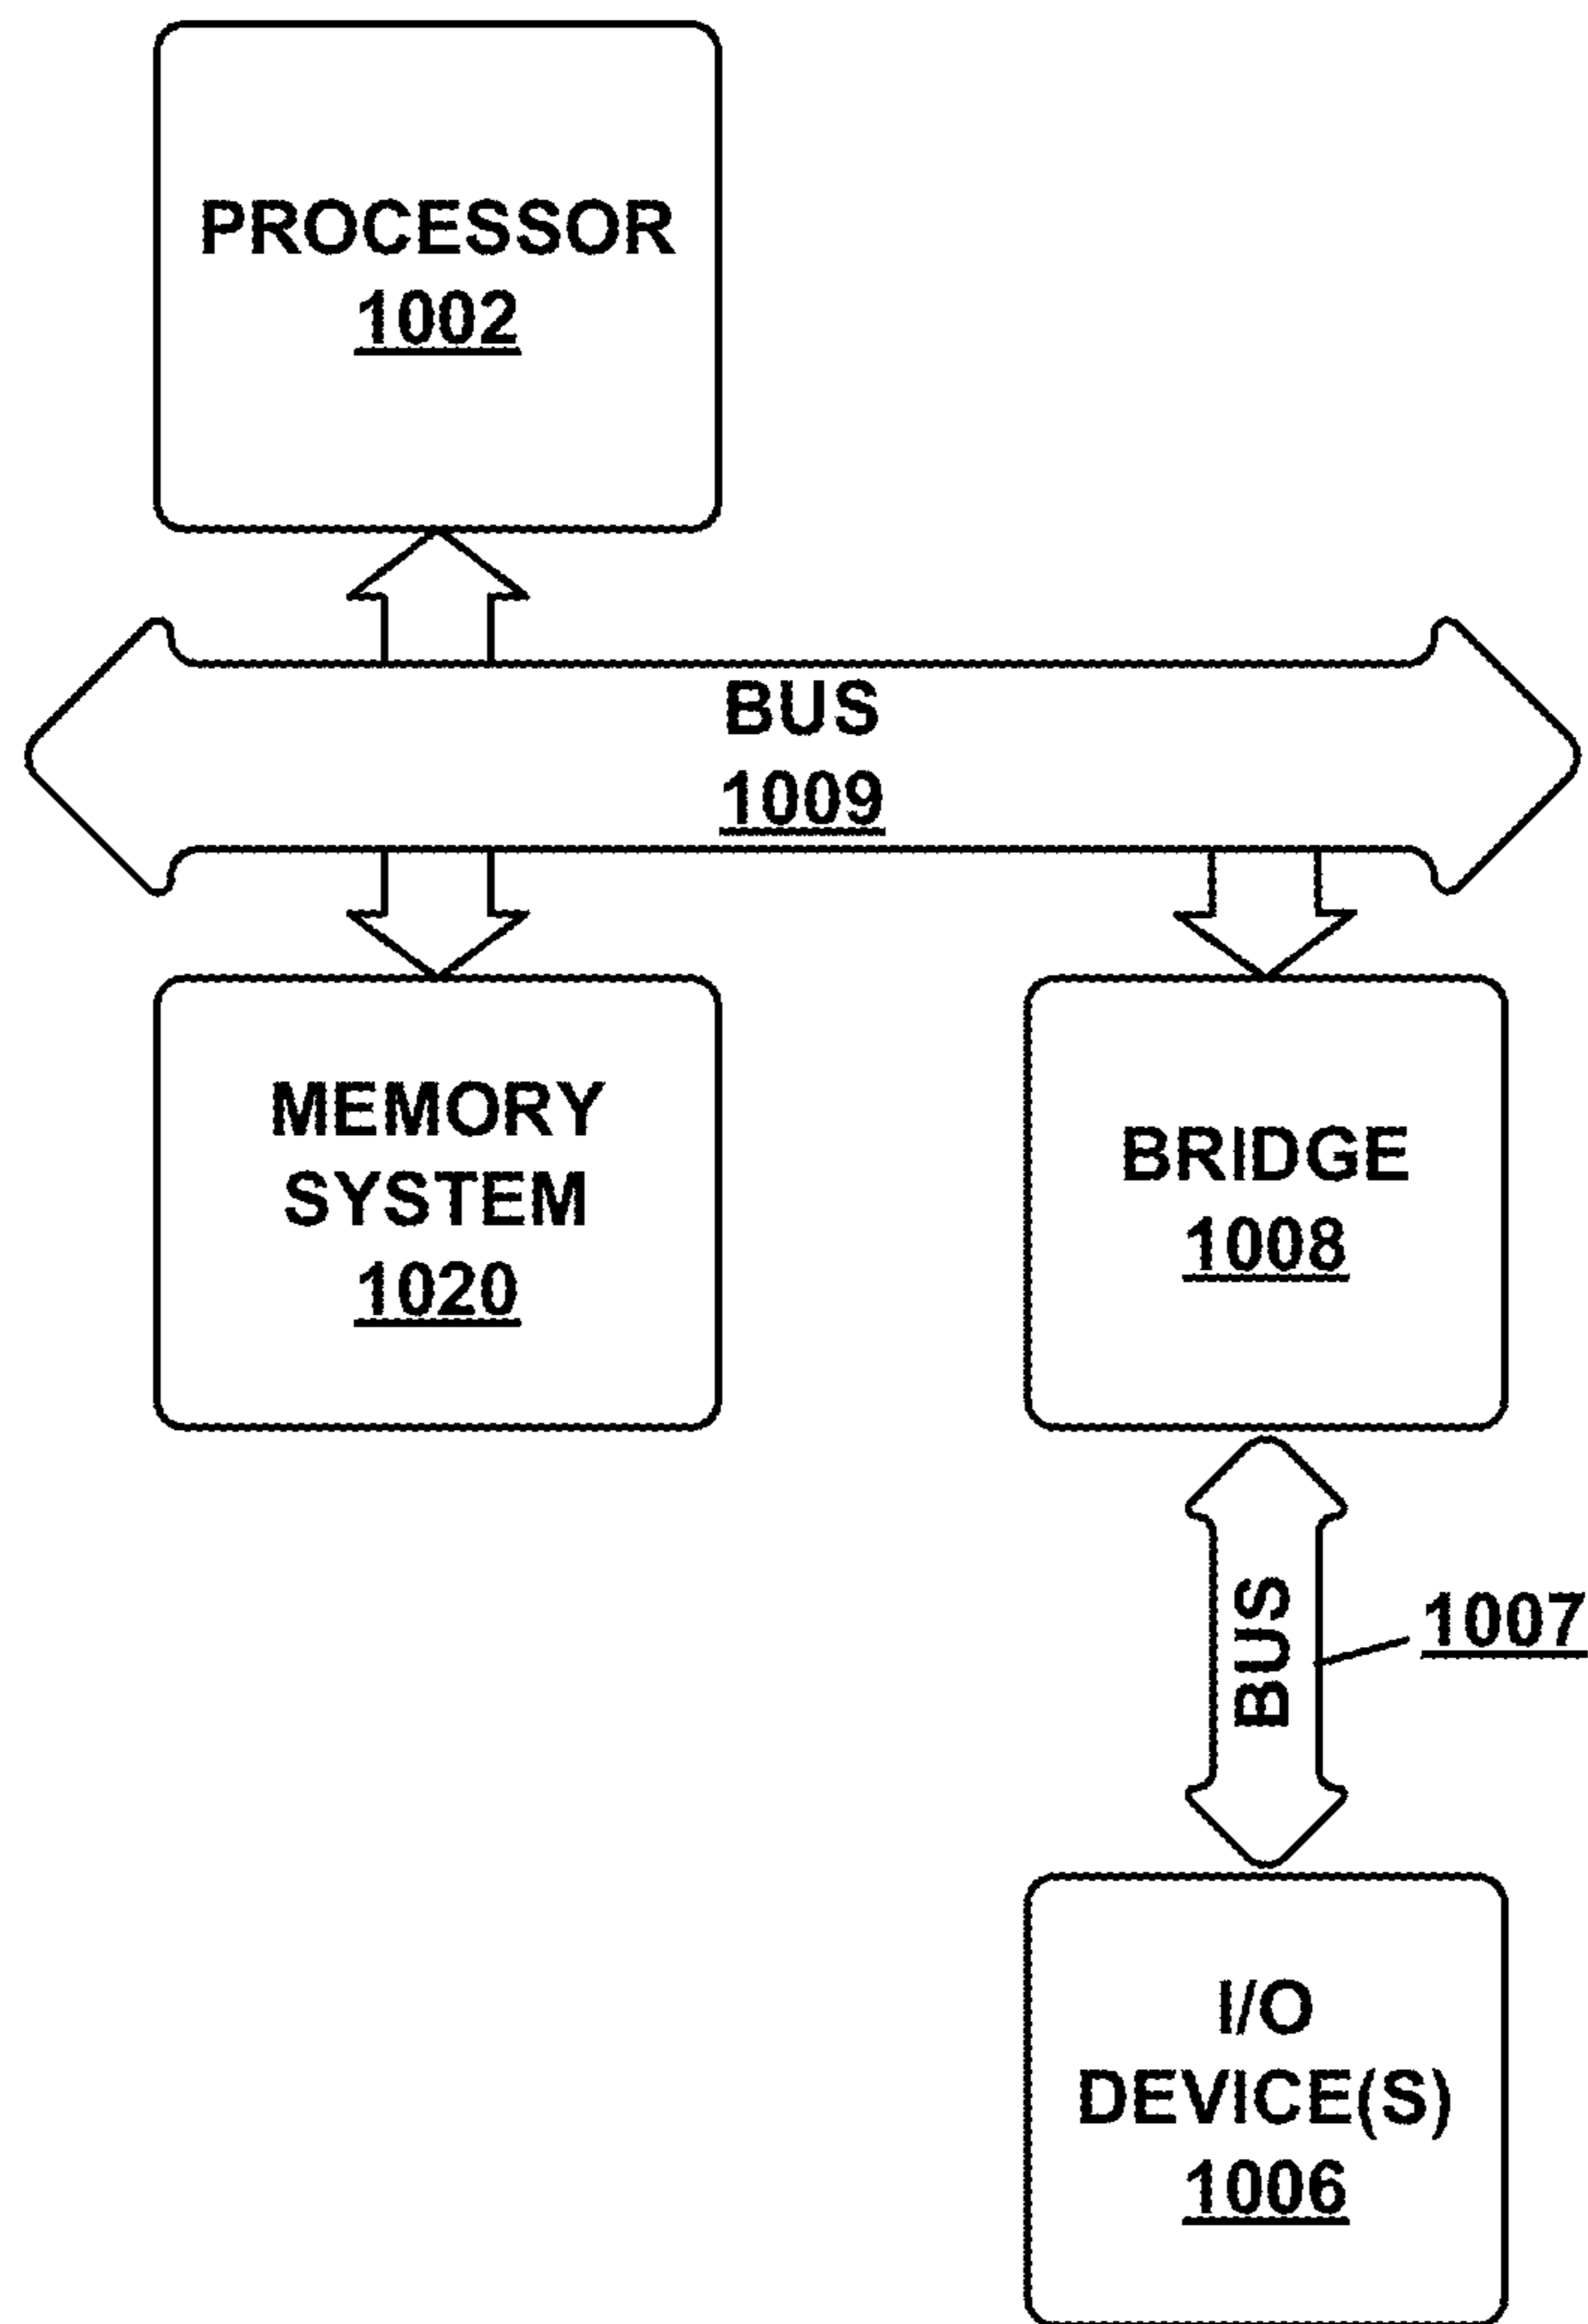 PROCESSOR
1002
BUS
1009
MEMORY
SYSTEM
1020
BRIDGE
1008
BUS
1007
I/O
DEVICE(S)
1006